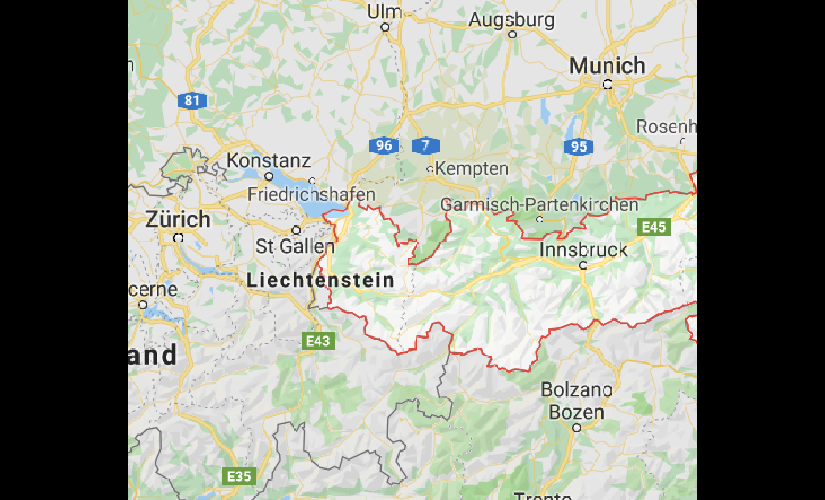 Ulm
Augsburg
Munich
81
Rosenh
96
7
95
Konstanz
Kempten
Friedrichshafen
Garmisch-Partenkirchen
Zürich
E45
St Gallen
Innsbruck
Liechtenstein
cerne
E43
and
Bolzano
Bozen
E35
Trento